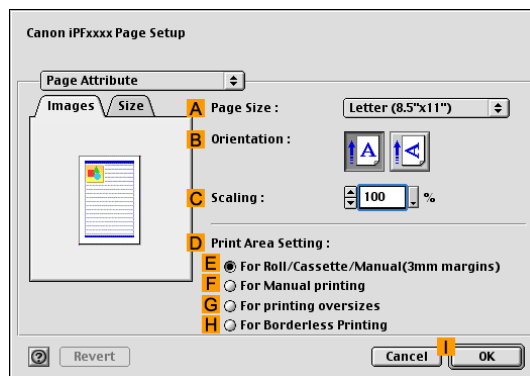 Canon iPFxxxx Page Setup
Page Attribute
Images Size
A Page Size : Letter (8.5"x11")
B Orientation :
A A
C Scaling : 100 %
D Print Area Setting :
E For Roll/Cassette/Manual(3mm margins)
F For Manual printing
G For printing oversizes
H For Borderless Printing
? Revert Cancel I OK